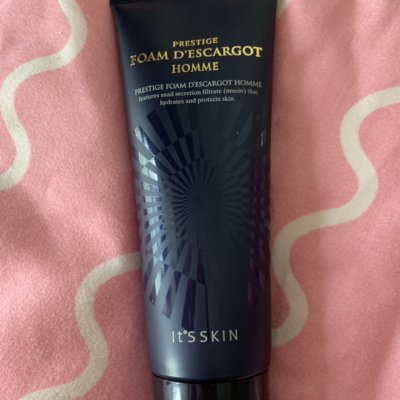 PRESTIGE
FOAM D'ESCARGOT
HOMME
PRESTIGE FOAM D'ESCARGOT HOMME
features snail secretion filtrate (mucin) that
hydrates and protects skin.
It'S SKIN